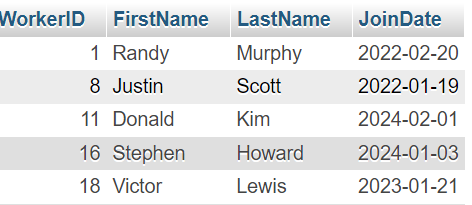 WorkerID FirstName LastName JoinDate
1 Randy Murphy 2022-02-20
8 Justin Scott 2022-01-19
11 Donald Kim 2024-02-01
16 Stephen Howard 2024-01-03
18 Victor Lewis 2023-01-21